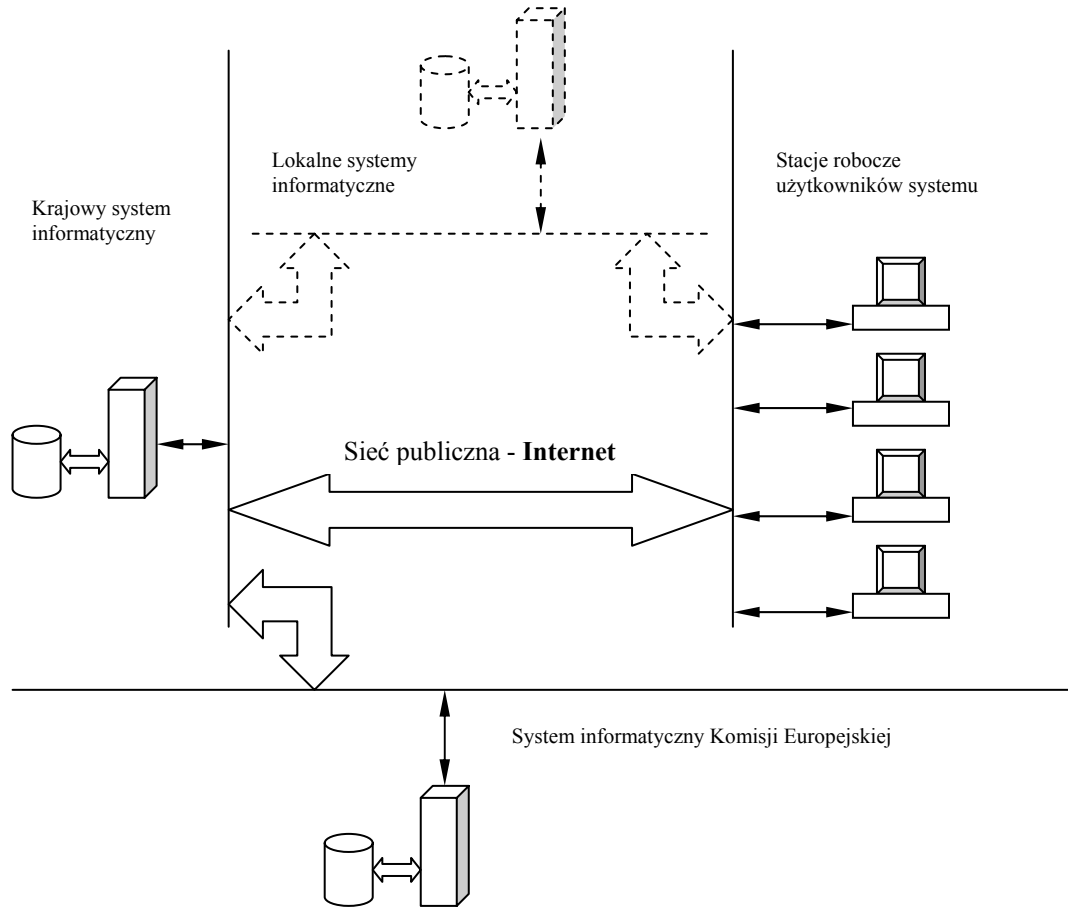 Lokalne systemy
informatyczne
Stacje robocze
użytkowników systemu
Krajowy system
informatyczny
Sieć publiczna - Internet
System informatyczny Komisji Europejskiej